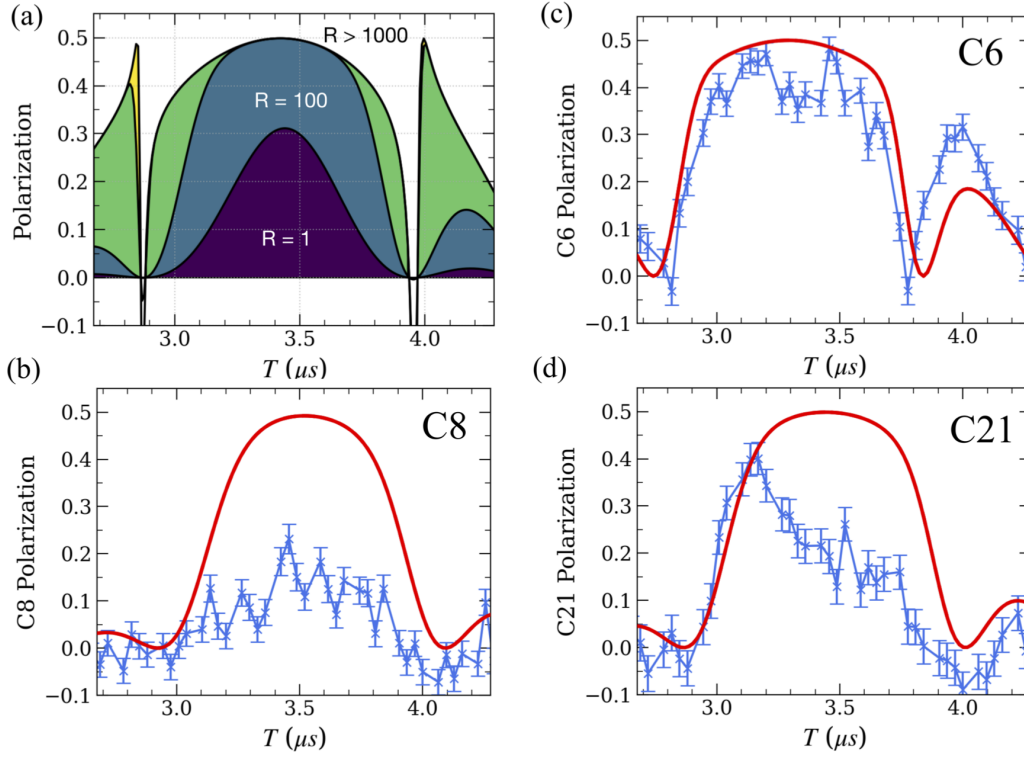 (a)
0.5
0.4
0.3
0.2
0.1
0.0
−0.1
Polarization
R > 1000
R = 100
R = 1
3.0 3.5 4.0
T (μs)
(c)
0.5
0.4
0.3
0.2
0.1
0.0
−0.1
C6 Polarization
C6
3.0 3.5 4.0
T (μs)
(b)
0.5
0.4
0.3
0.2
0.1
0.0
−0.1
C8 Polarization
C8
3.0 3.5 4.0
T (μs)
(d)
0.5
0.4
0.3
0.2
0.1
0.0
−0.1
C21 Polarization
C21
3.0 3.5 4.0
T (μs)